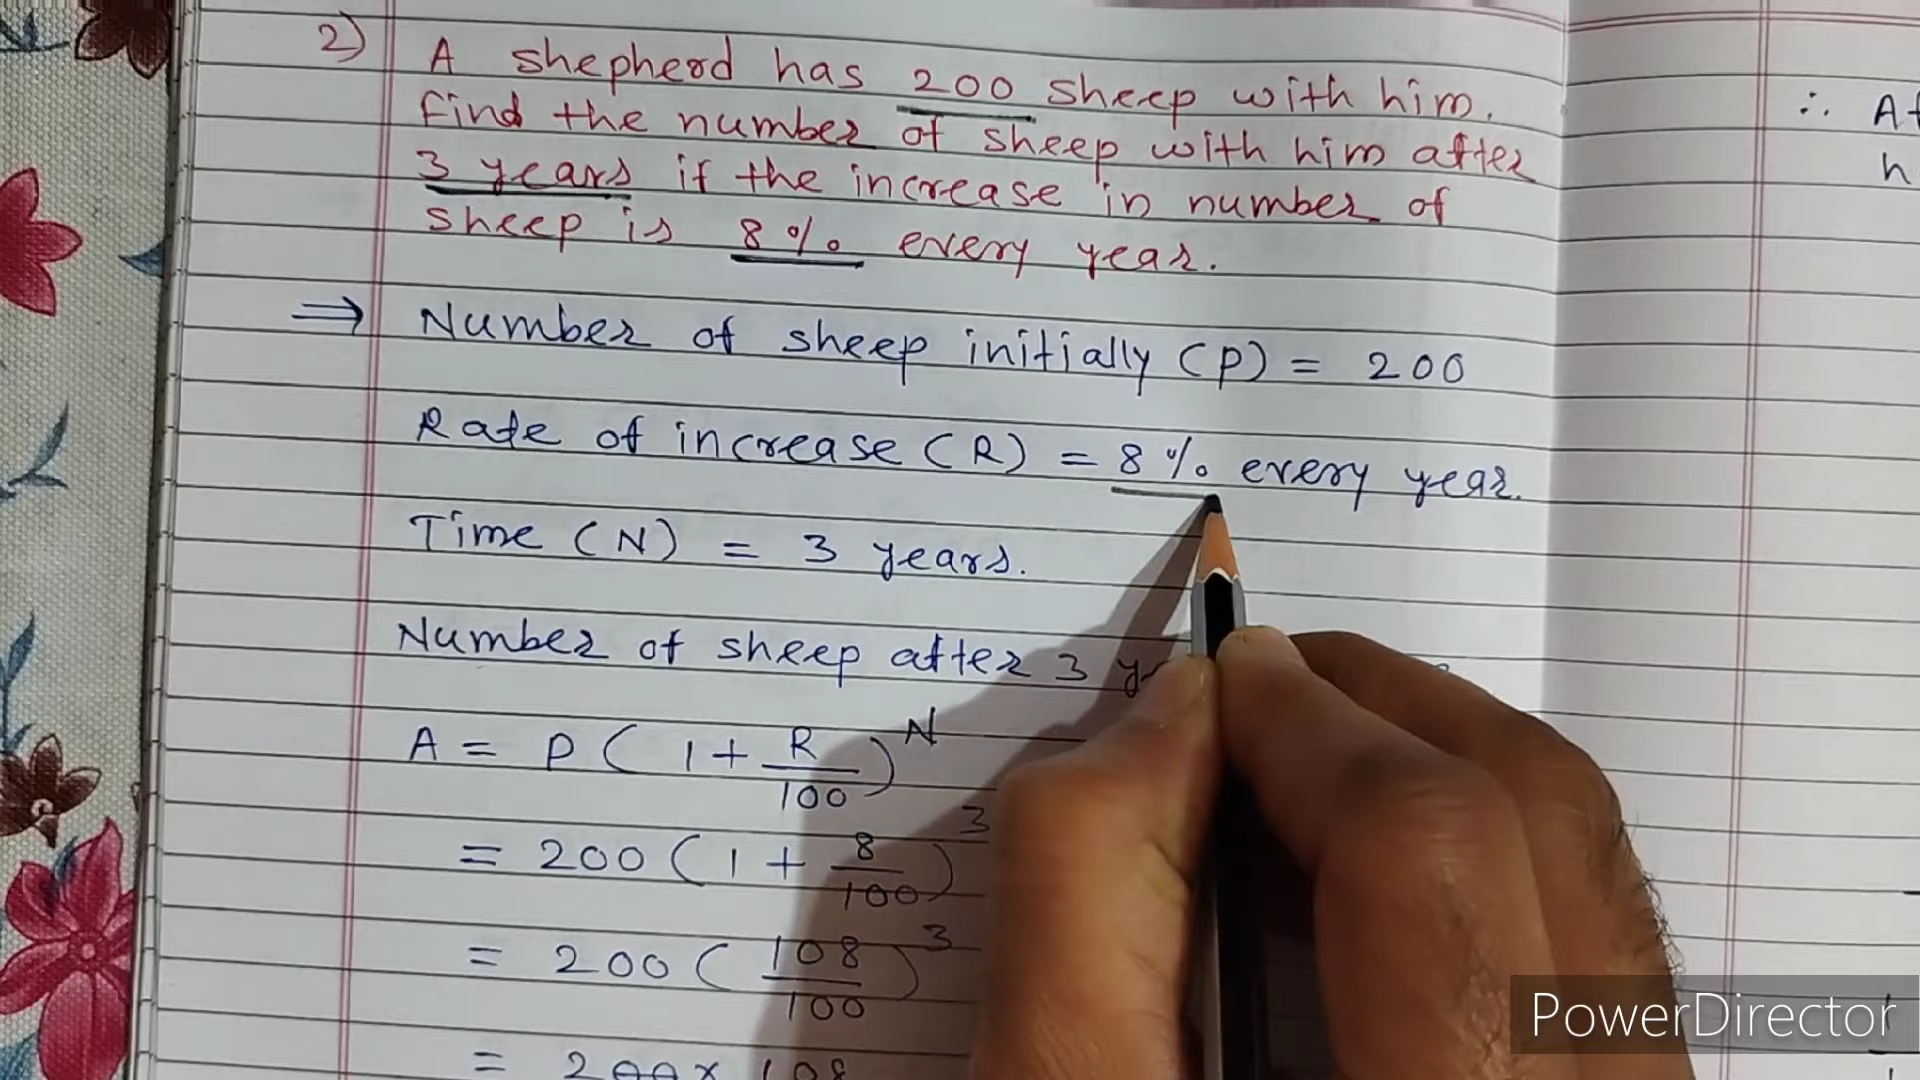 2) A shepherd has 200 sheep with him.
find the number of sheep with him after
3 years if the increase in number of
sheep is 8% every year.
⇒ Number of sheep initially (P) = 200
Rate of increase (R) = 8% every year.
Time (N) = 3 years.
Number of sheep after 3
A = P ( 1 + R/100 )^N
= 200 ( 1 + 8/100 )^3
= 200 ( 108/100 )^3
= 200 × 108
∴
PowerDirector